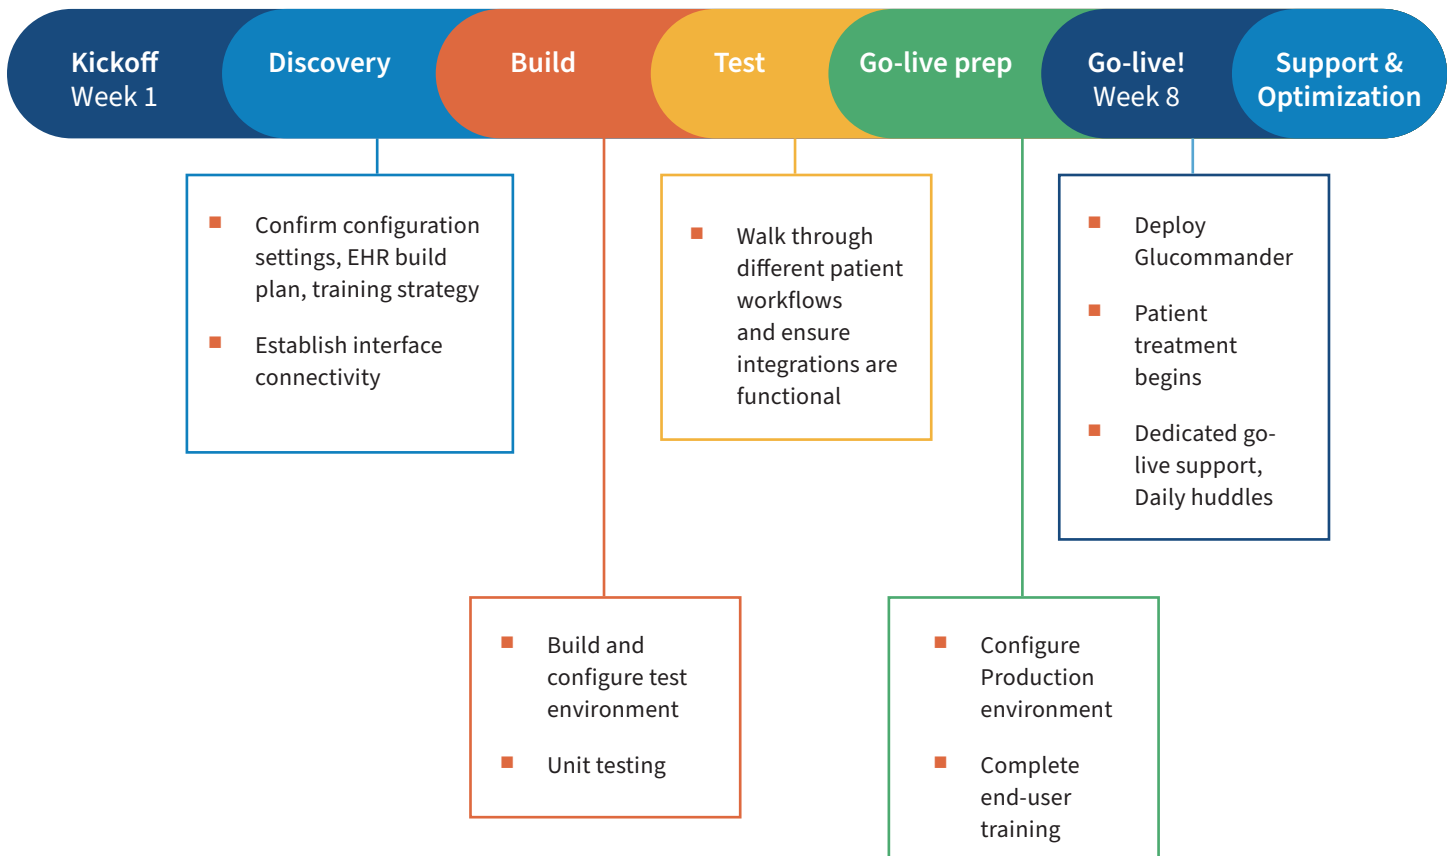 Kickoff
Week 1
Discovery
Build
Test
Go-live prep
Go-live!
Week 8
Support &
Optimization
Confirm configuration
settings, EHR build
plan, training strategy
Establish interface
connectivity
Build and
configure test
environment
Unit testing
Walk through
different patient
workflows
and ensure
integrations are
functional
Configure
Production
environment
Complete
end-user
training
Deploy
Glucommander
Patient
treatment
begins
Dedicated go-
live support,
Daily huddles